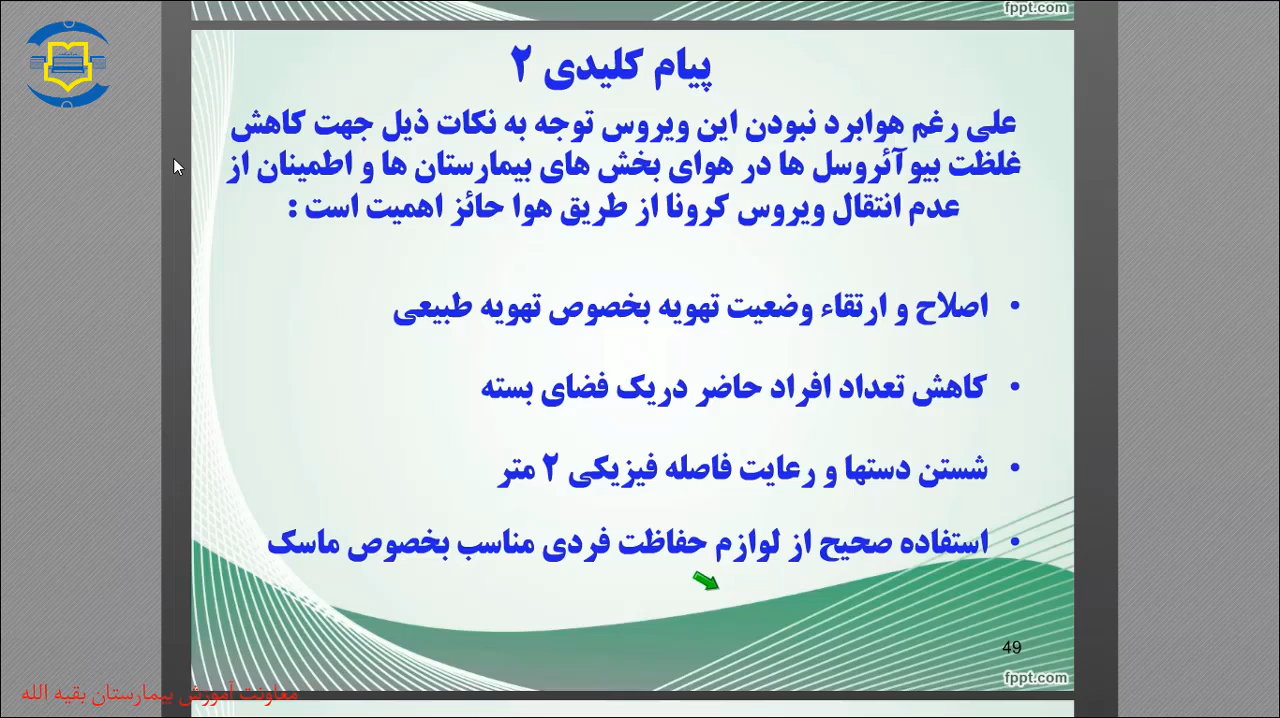 fppt.com
پیام کلیدی ۲
علی رغم هوابرد نبودن این ویروس توجه به نکات ذیل جهت کاهش
غلظت بیوآئروسل ها در هوای بخش های بیمارستان ها و اطمینان از
عدم انتقال ویروس کرونا از طریق هوا حائز اهمیت است :
• اصلاح و ارتقاء وضعیت تهویه بخصوص تهویه طبیعی
• کاهش تعداد افراد حاضر دریک فضای بسته
• شستن دستها و رعایت فاصله فیزیکی ۲ متر
• استفاده صحیح از لوازم حفاظت فردی مناسب بخصوص ماسک
49
fppt.com
معاونت آموزش بیمارستان بقیه الله